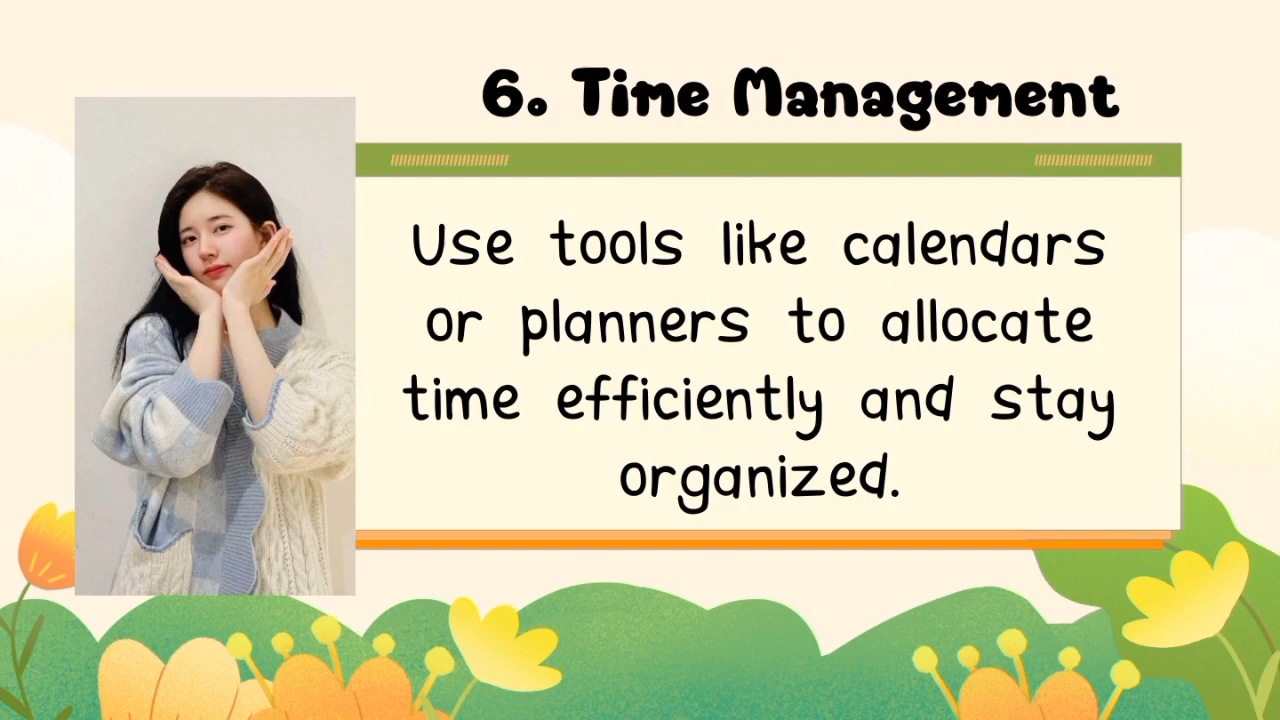 6. Time Management
Use tools like calendars
or planners to allocate
time efficiently and stay
organized.